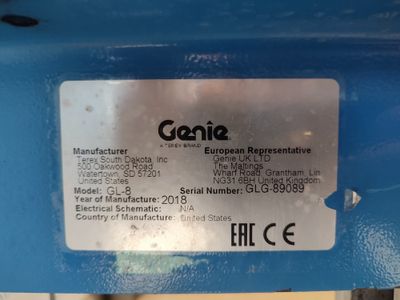 Genie
A TEREX BRAND
Manufacturer
Terex South Dakota, Inc
500 Oakwood Road
Watertown, SD 57201
United States
European Representative
Genie UK LTD
The Maltings
Wharf Road, Grantham, Lin
NG31 6BH United Kingdom
Model: GL-8
Serial Number: GLG-89089
Year of Manufacture: 2018
Electrical Schematic: N/A
Country of Manufacture: United States
EAC CE